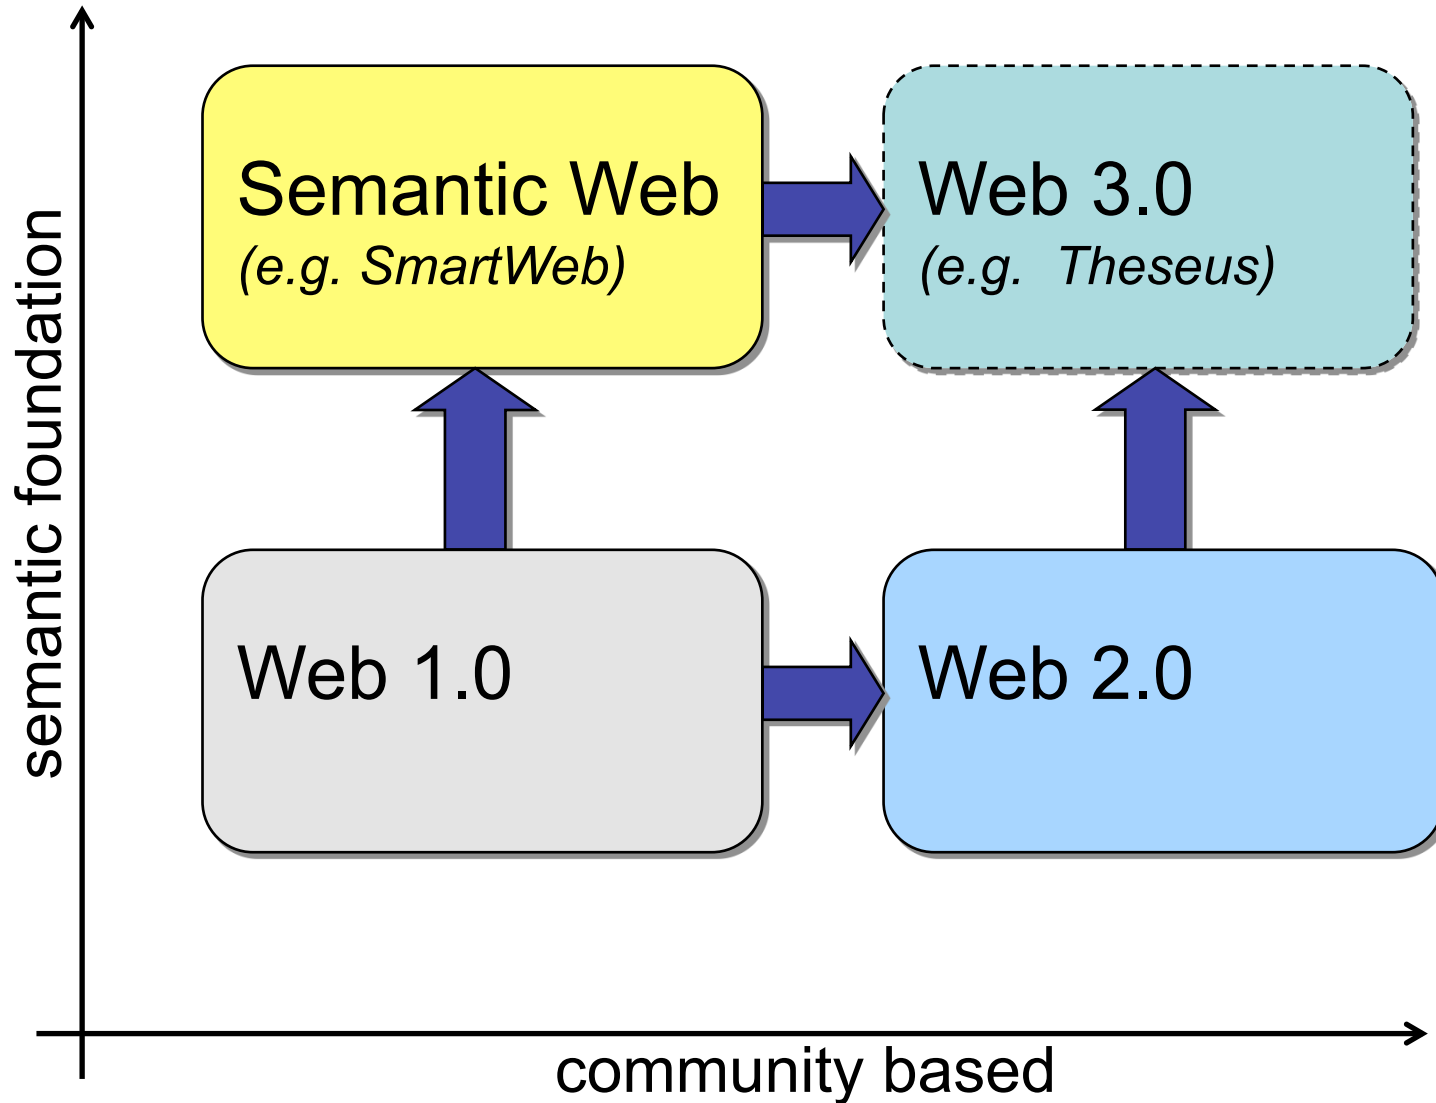 semantic foundation
Semantic Web
(e.g. SmartWeb)
Web 3.0
(e.g. Theseus)
Web 1.0
Web 2.0
community based